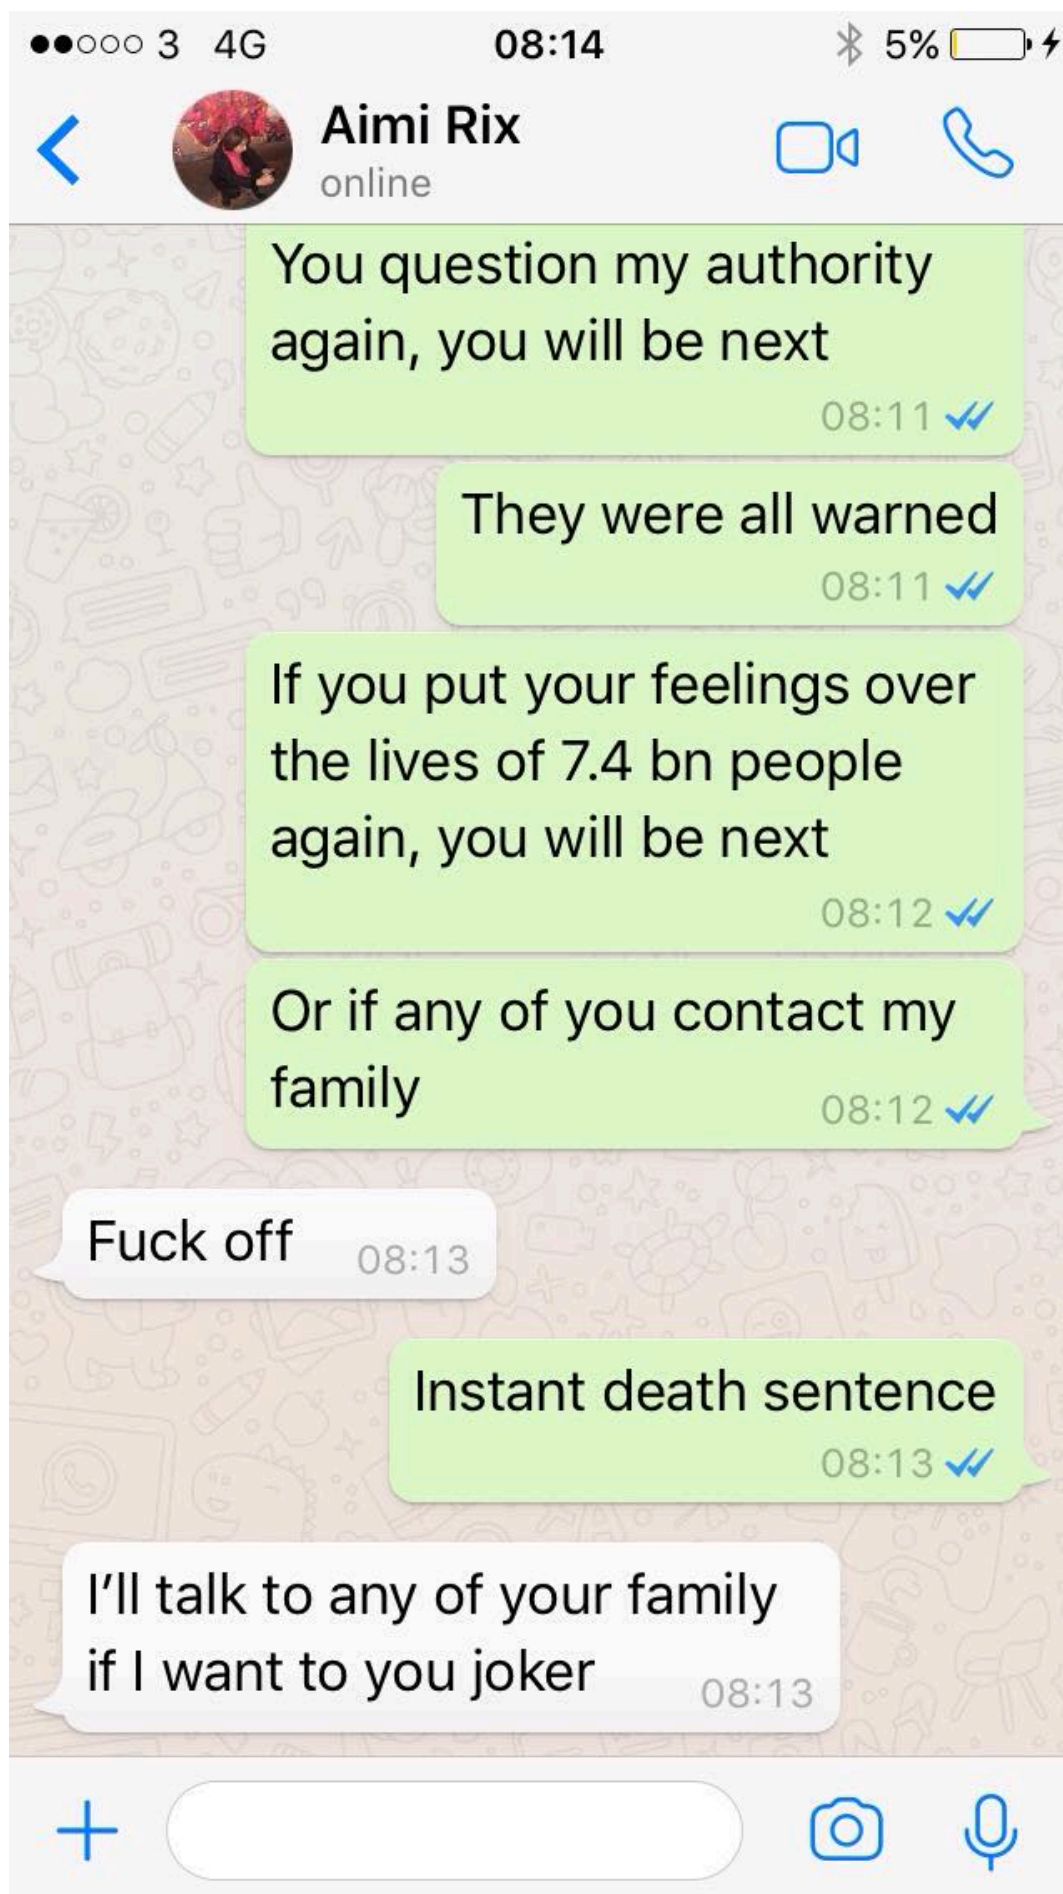 3 4G 08:14 5%
Aimi Rix
online
You question my authority
again, you will be next
08:11
They were all warned
08:11
If you put your feelings over
the lives of 7.4 bn people
again, you will be next
08:12
Or if any of you contact my
family
08:12
Fuck off 08:13
Instant death sentence
08:13
I'll talk to any of your family
if I want to you joker
08:13